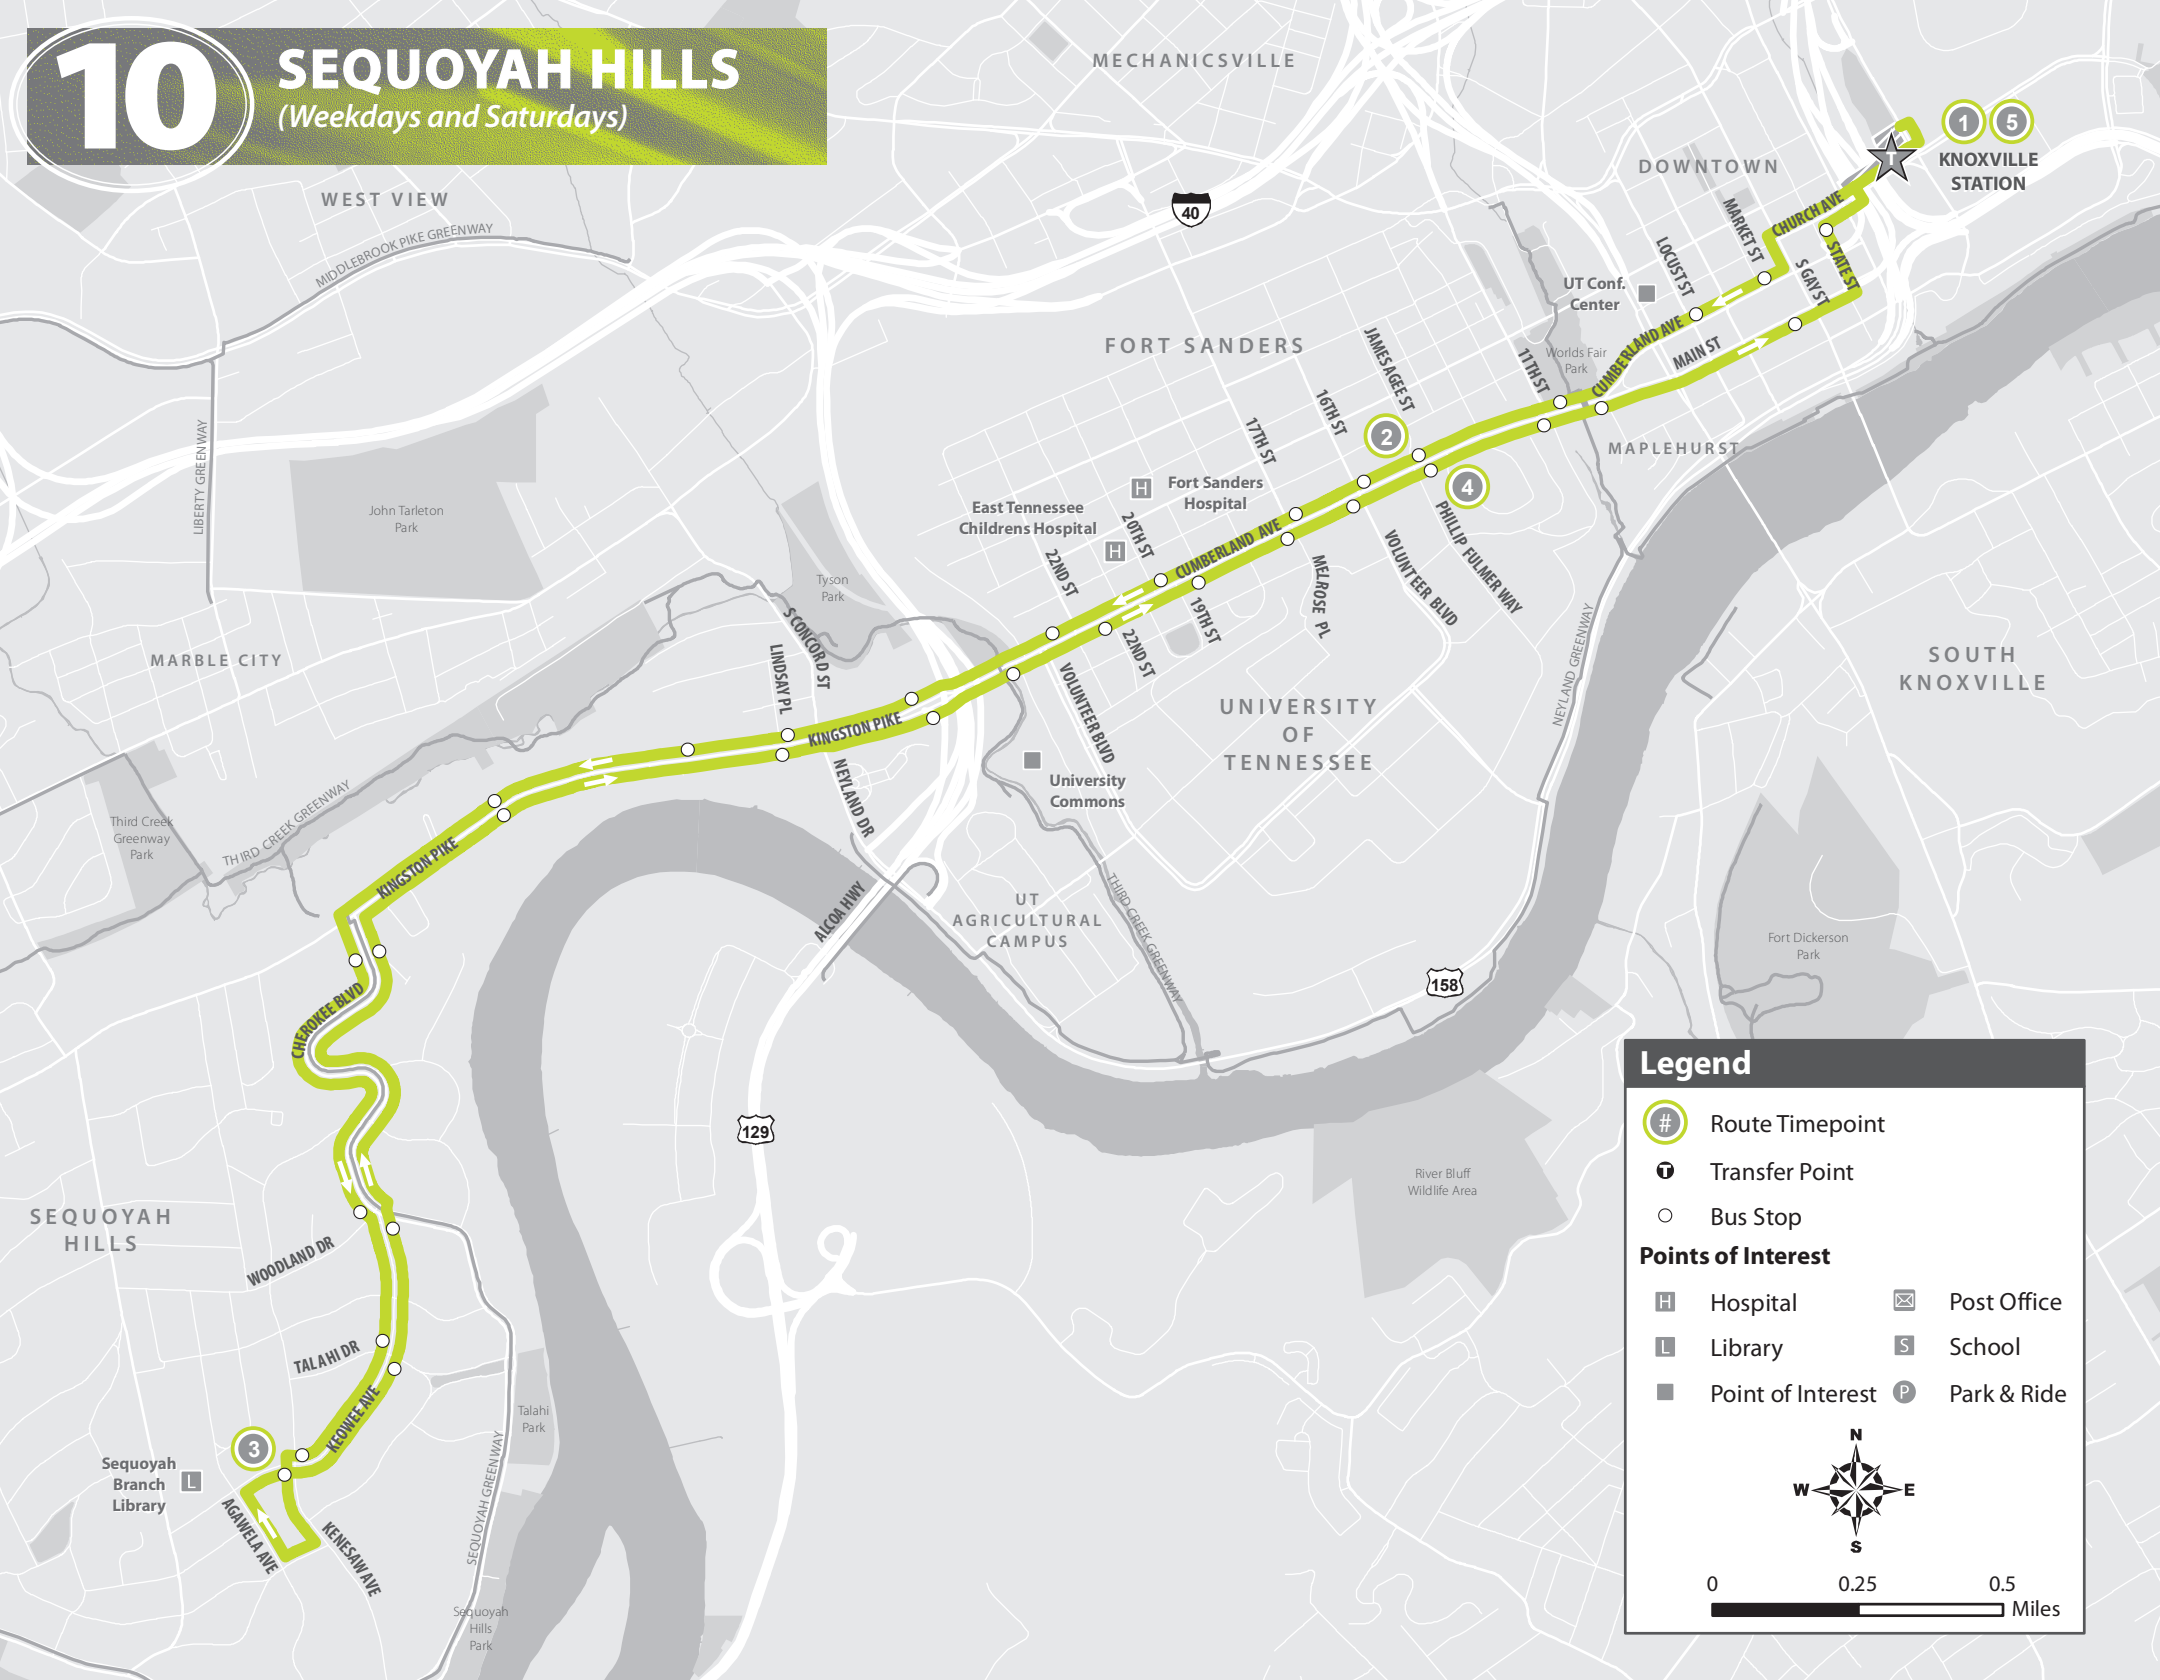 10
SEQUOYAH HILLS
(Weekdays and Saturdays)
MECHANICSVILLE
WEST VIEW
MIDDLEBROOK PIKE GREENWAY
40
DOWNTOWN
1
5
KNOXVILLE
STATION
T
CHURCH AVE
MARKET ST
LOCUST ST
S GAY ST
STATE ST
UT Conf.
Center
CUMBERLAND AVE
MAIN ST
Worlds Fair
Park
11TH ST
JAMES AGEE ST
FORT SANDERS
16TH ST
17TH ST
2
4
MAPLEHURST
LIBERTY GREENWAY
John Tarleton
Park
H
Fort Sanders
Hospital
East Tennessee
Childrens Hospital
H
20TH ST
22ND ST
CUMBERLAND AVE
PHILLIP FULMER WAY
VOLUNTEER BLVD
MELROSE PL
19TH ST
22ND ST
Tyson
Park
S CONCORD ST
LINDSAY PL
MARBLE CITY
KINGSTON PIKE
VOLUNTEER BLVD
UNIVERSITY
OF
TENNESSEE
NEYLAND GREENWAY
SOUTH
KNOXVILLE
University
Commons
NEYLAND DR
Third Creek
Greenway
Park
THIRD CREEK GREENWAY
KINGSTON PIKE
ALCOA HWY
UT
AGRICULTURAL
CAMPUS
THIRD CREEK GREENWAY
158
Fort Dickerson
Park
CHEROKEE BLVD
129
River Bluff
Wildlife Area
SEQUOYAH
HILLS
WOODLAND DR
TALAHI DR
KEOWEE AVE
Talahi
Park
3
Sequoyah
Branch
Library
L
AGAWELA AVE
KENESAW AVE
SEQUOYAH GREENWAY
Sequoyah
Hills
Park
Legend
# Route Timepoint
T Transfer Point
Bus Stop
Points of Interest
H Hospital
Post Office
L Library
S School
Point of Interest
P Park & Ride
N
W E
S
0 0.25 0.5
Miles